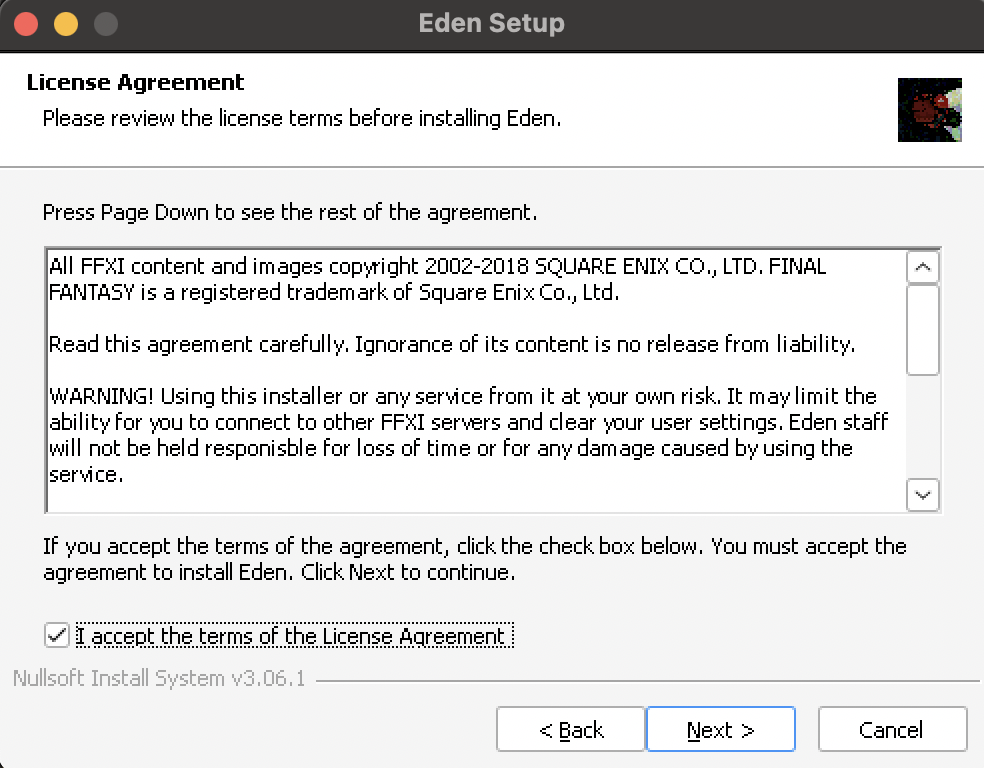 Eden Setup
License Agreement
Please review the license terms before installing Eden.
Press Page Down to see the rest of the agreement.
All FFXI content and images copyright 2002-2018 SQUARE ENIX CO., LTD. FINAL
FANTASY is a registered trademark of Square Enix Co., Ltd.
Read this agreement carefully. Ignorance of its content is no release from liability.
WARNING! Using this installer or any service from it at your own risk. It may limit the
ability for you to connect to other FFXI servers and clear your user settings. Eden staff
will not be held responisble for loss of time or for any damage caused by using the
service.
If you accept the terms of the agreement, click the check box below. You must accept the
agreement to install Eden. Click Next to continue.
I accept the terms of the License Agreement
Nullsoft Install System v3.06.1
< Back
Next >
Cancel